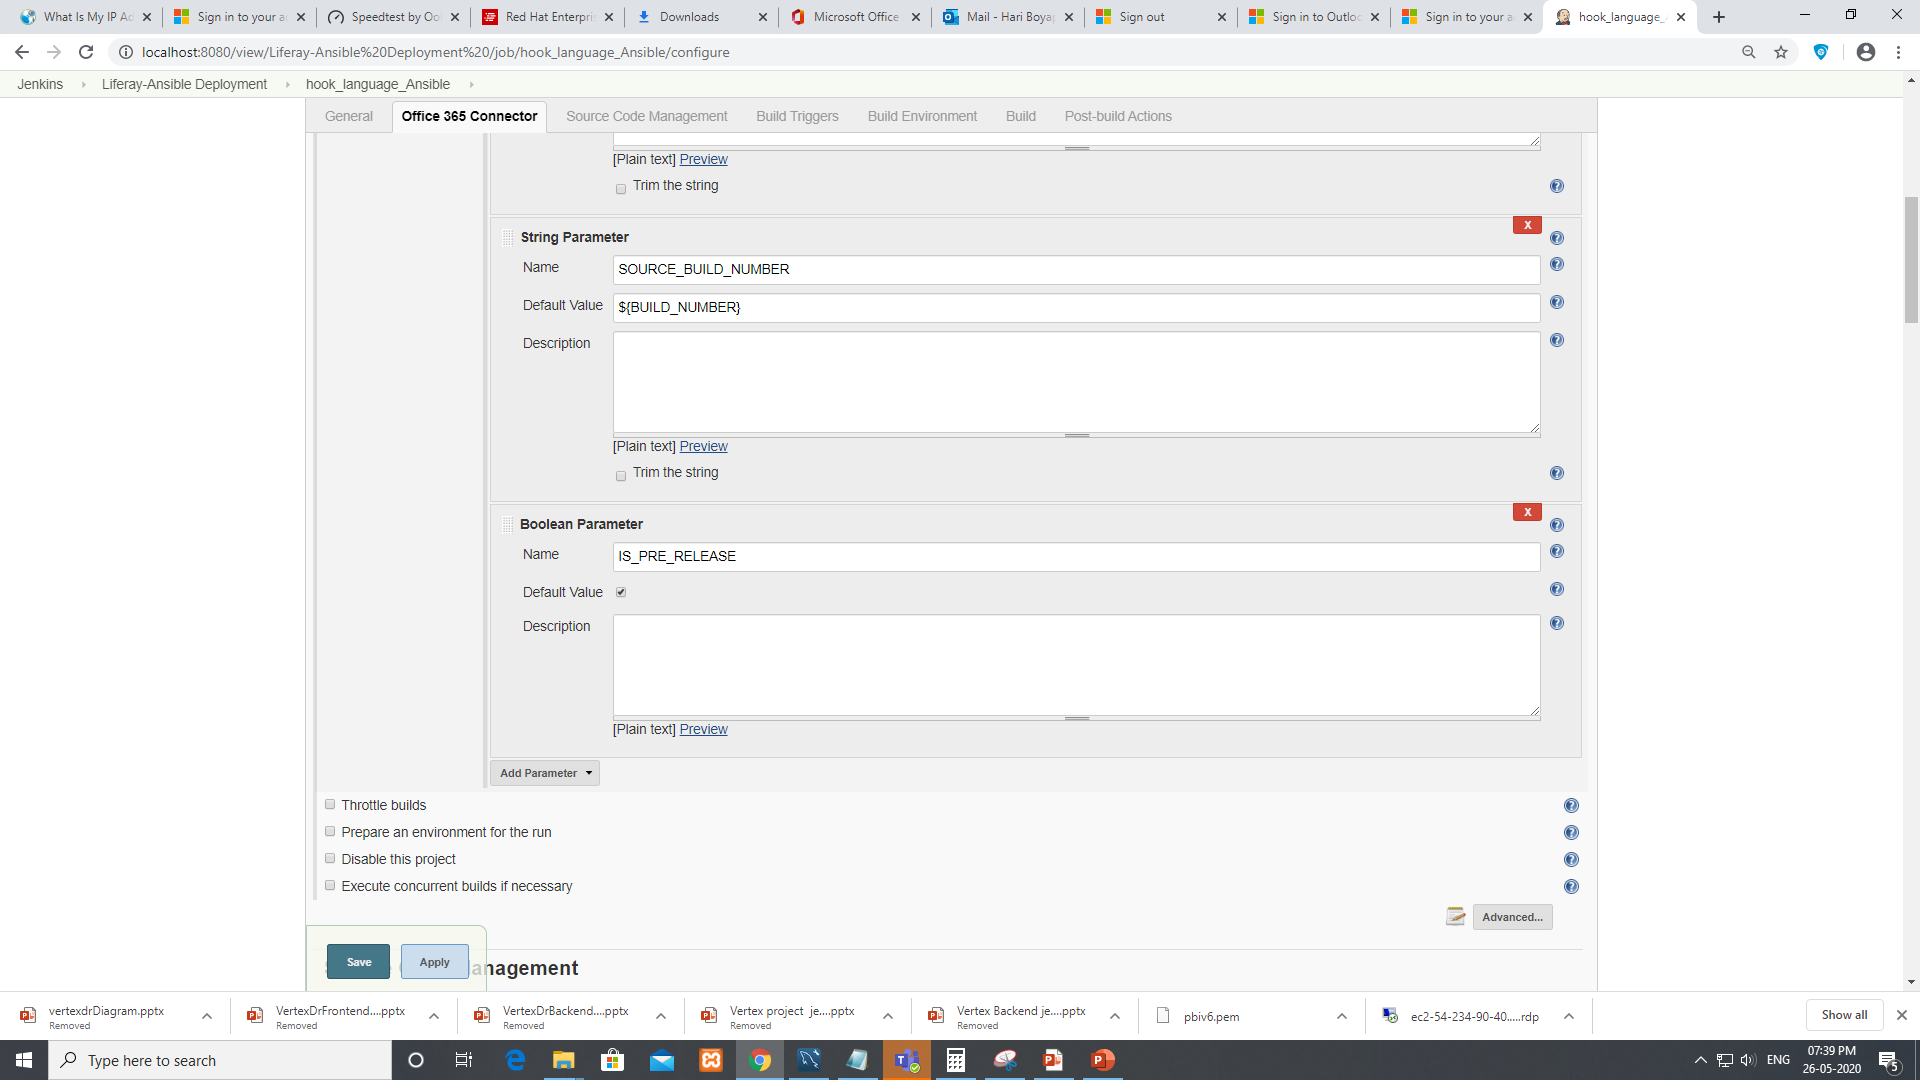 What Is My IP Ad
Sign in to your a
Speedtest by Oo
Red Hat Enterpri
Downloads
Microsoft Office
Mail - Hari Boya
Sign out
Sign in to Outloo
Sign in to your a
hook_language_
localhost:8080/view/Liferay-Ansible%20Deployment%20/job/hook_language_Ansible/configure
Jenkins
Liferay-Ansible Deployment
hook_language_Ansible
General
Office 365 Connector
Source Code Management
Build Triggers
Build Environment
Build
Post-build Actions
[Plain text] Preview
Trim the string
X
String Parameter
Name
SOURCE_BUILD_NUMBER
Default Value
${BUILD_NUMBER}
Description
[Plain text] Preview
Trim the string
X
Boolean Parameter
Name
IS_PRE_RELEASE
Default Value
Description
[Plain text] Preview
Add Parameter
Throttle builds
Prepare an environment for the run
Disable this project
Execute concurrent builds if necessary
Advanced...
Save
Apply
anagement
vertexdrDiagram.pptx
Removed
VertexDrFrontend....pptx
Removed
VertexDrBackend....pptx
Removed
Vertex project je....pptx
Removed
Vertex Backend je....pptx
Removed
pbiv6.pem
ec2-54-234-90-40.....rdp
Show all
Type here to search
ENG
07:39 PM
26-05-2020
5